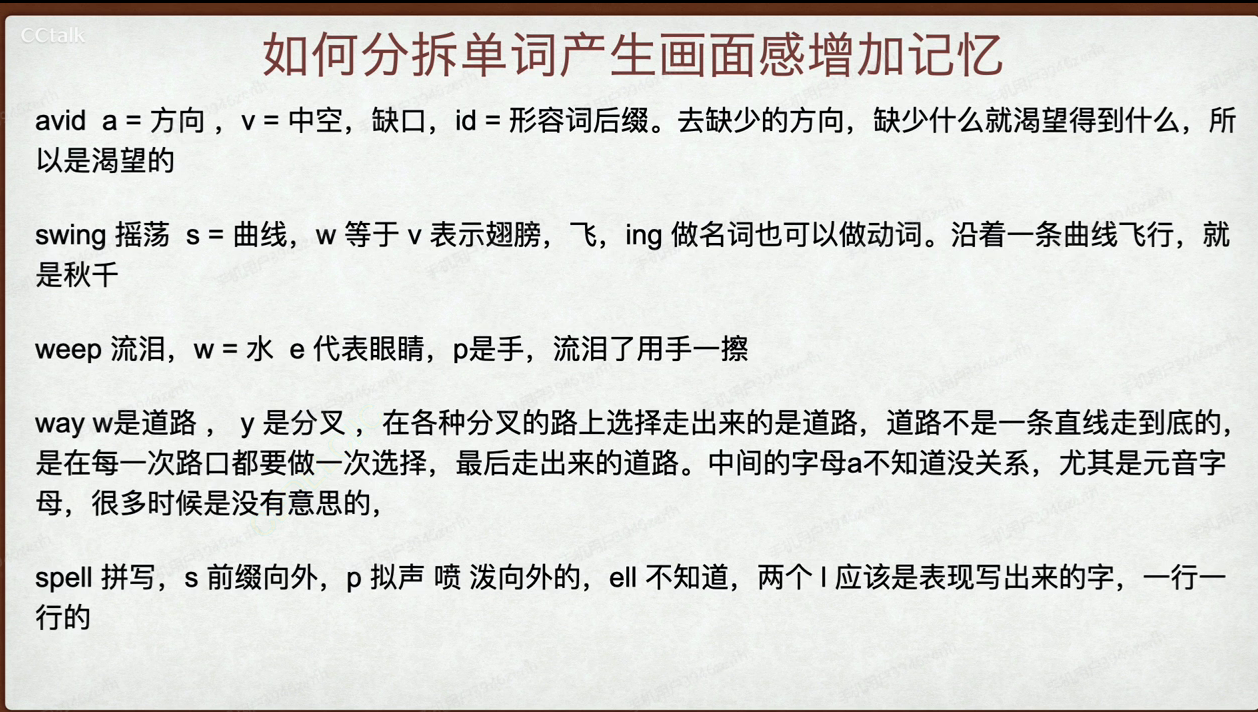 CCtalk
如何分拆单词产生画面感增加记忆
avid a = 方向 ，v = 中空，缺口，id = 形容词后缀。去缺少的方向，缺少什么就渴望得到什么，所
以是渴望的
swing 摇荡 s = 曲线，w 等于 v 表示翅膀，飞，ing 做名词也可以做动词。沿着一条曲线飞行，就
是秋千
weep 流泪，w = 水 e 代表眼睛，p是手，流泪了用手一擦
way w是道路 ， y 是分叉 ，在各种分叉的路上选择走出来的是道路，道路不是一条直线走到底的，
是在每一次路口都要做一次选择，最后走出来的道路。中间的字母a不知道没关系，尤其是元音字
母，很多时候是没有意思的，
spell 拼写，s 前缀向外，p 拟声 喷 泼向外的，ell 不知道，两个 l 应该是表现写出来的字，一行一
行的